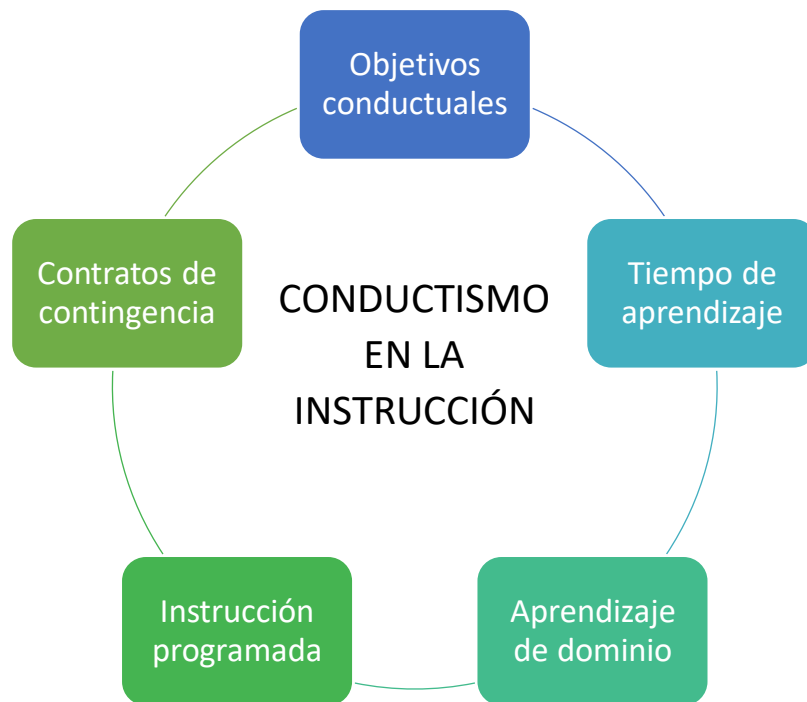 Objetivos
conductuales
Tiempo de
aprendizaje
Aprendizaje
de dominio
Instrucción
programada
Contratos de
contingencia
CONDUCTISMO
EN LA
INSTRUCCIÓN